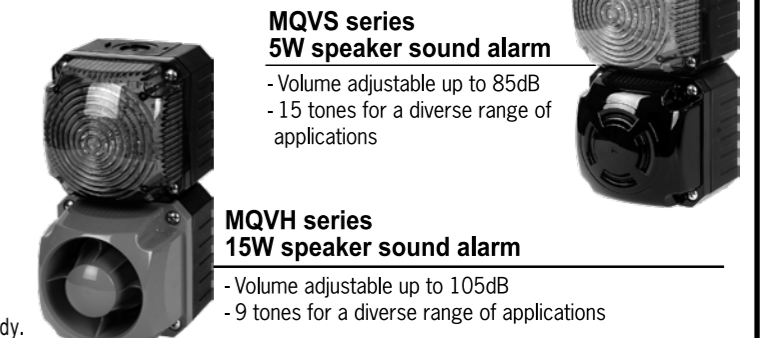 MQVS series
5W speaker sound alarm
- Volume adjustable up to 85dB
- 15 tones for a diverse range of
applications
MQVH series
15W speaker sound alarm
- Volume adjustable up to 105dB
- 9 tones for a diverse range of applications
dy.